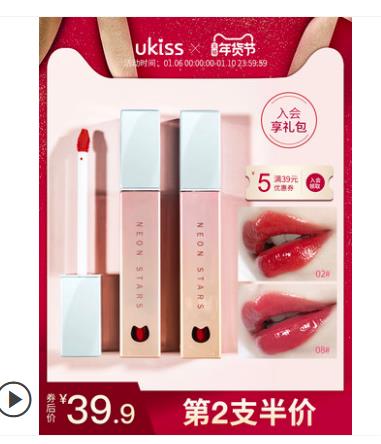 ukiss × 年货节
活动时间：01.06 00:00:00-01.10 23:59:59
入会
享礼包
¥5 满39元
优惠券
入会
领取
NEON STARS
NEON STARS
02#
08#
券后价 ¥39.9
第2支半价